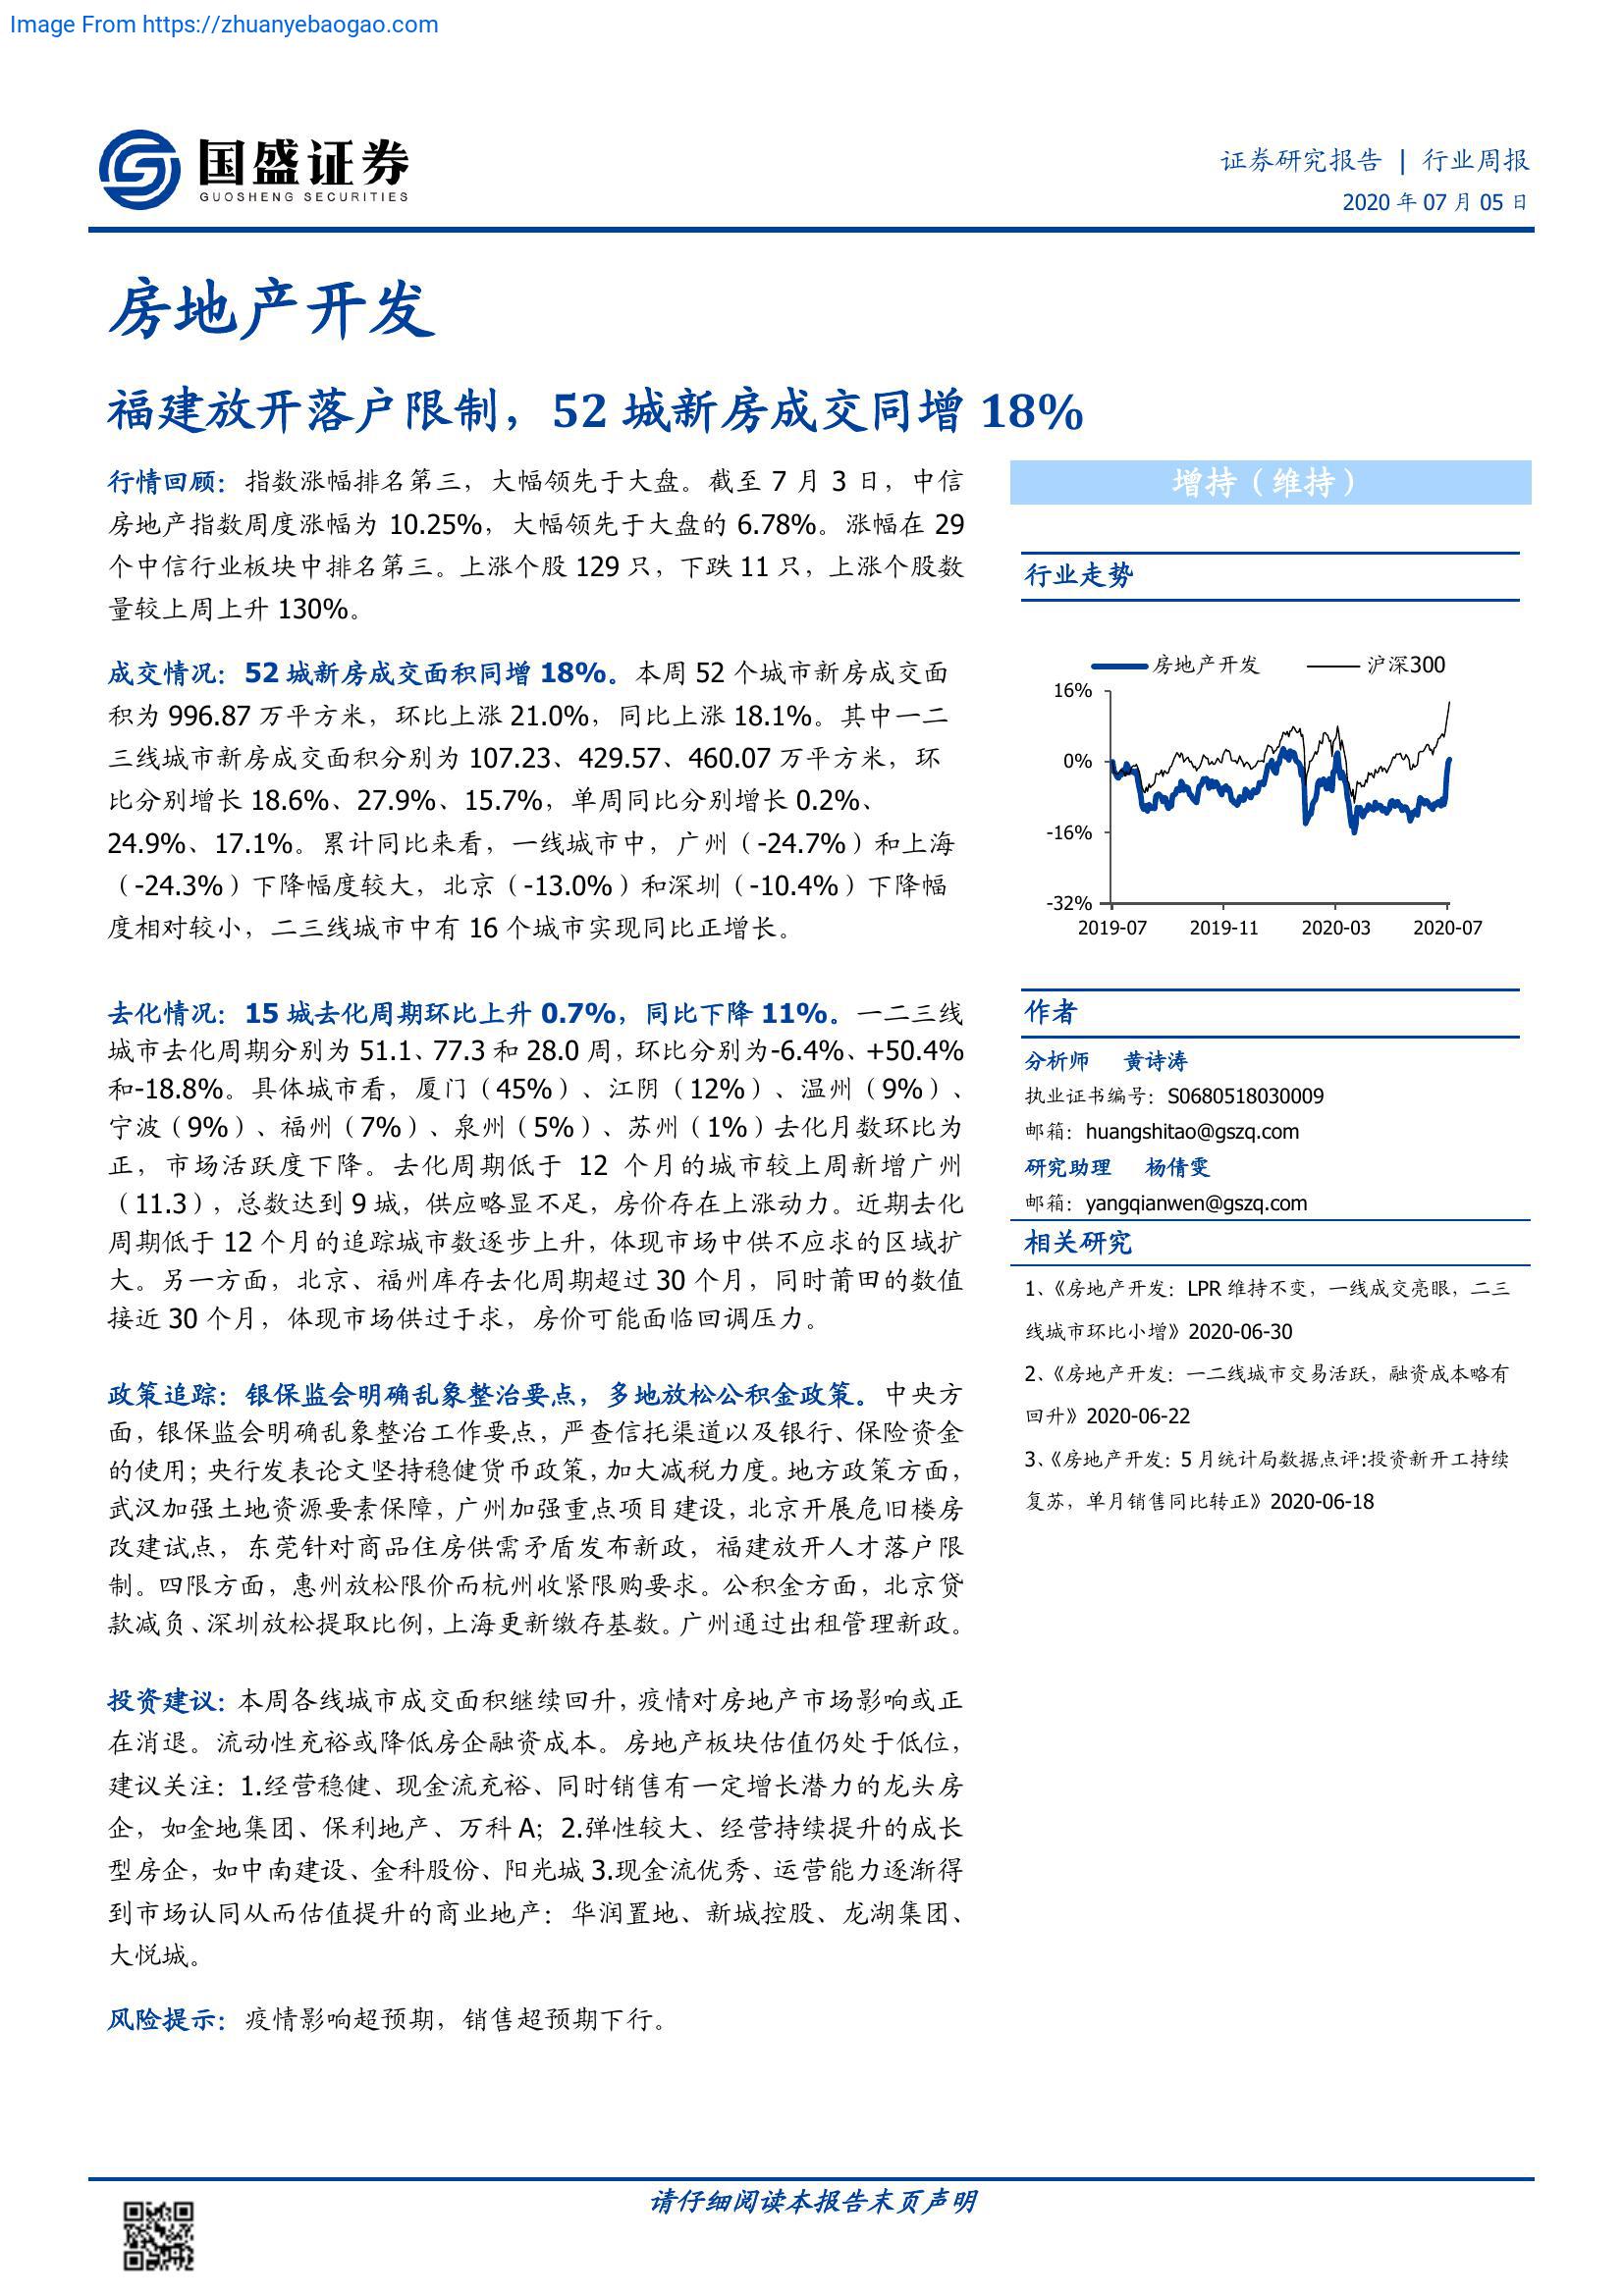 Image From https://zhuanyebaogao.com
国盛证券
GUOSHENG SECURITIES
证券研究报告 | 行业周报
2020 年 07 月 05 日
房地产开发
福建放开落户限制，52 城新房成交同增 18%
行情回顾：指数涨幅排名第三，大幅领先于大盘。截至 7 月 3 日，中信
房地产指数周度涨幅为 10.25%，大幅领先于大盘的 6.78%。涨幅在 29
个中信行业板块中排名第三。上涨个股 129 只，下跌 11 只，上涨个股数
量较上周上升 130%。
成交情况：52 城新房成交面积同增 18%。本周 52 个城市新房成交面
积为 996.87 万平方米，环比上涨 21.0%，同比上涨 18.1%。其中一二
三线城市新房成交面积分别为 107.23、429.57、460.07 万平方米，环
比分别增长 18.6%、27.9%、15.7%，单周同比分别增长 0.2%、
24.9%、17.1%。累计同比来看，一线城市中，广州（-24.7%）和上海
（-24.3%）下降幅度较大，北京（-13.0%）和深圳（-10.4%）下降幅
度相对较小，二三线城市中有 16 个城市实现同比正增长。
去化情况：15 城去化周期环比上升 0.7%，同比下降 11%。一二三线
城市去化周期分别为 51.1、77.3 和 28.0 周，环比分别为-6.4%、+50.4%
和-18.8%。具体城市看，厦门（45%）、江阴（12%）、温州（9%）、
宁波（9%）、福州（7%）、泉州（5%）、苏州（1%）去化月数环比为
正，市场活跃度下降。去化周期低于 12 个月的城市较上周新增广州
（11.3），总数达到 9 城，供应略显不足，房价存在上涨动力。近期去化
周期低于 12 个月的追踪城市数逐步上升，体现市场中供不应求的区域扩
大。另一方面，北京、福州库存去化周期超过 30 个月，同时莆田的数值
接近 30 个月，体现市场供过于求，房价可能面临回调压力。
政策追踪：银保监会明确乱象整治要点，多地放松公积金政策。中央方
面，银保监会明确乱象整治工作要点，严查信托渠道以及银行、保险资金
的使用；央行发表论文坚持稳健货币政策，加大减税力度。地方政策方面，
武汉加强土地资源要素保障，广州加强重点项目建设，北京开展危旧楼房
改建试点，东莞针对商品住房供需矛盾发布新政，福建放开人才落户限
制。四限方面，惠州放松限价而杭州收紧限购要求。公积金方面，北京贷
款减负、深圳放松提取比例，上海更新缴存基数。广州通过出租管理新政。
投资建议：本周各线城市成交面积继续回升，疫情对房地产市场影响或正
在消退。流动性充裕或降低房企融资成本。房地产板块估值仍处于低位，
建议关注：1.经营稳健、现金流充裕、同时销售有一定增长潜力的龙头房
企，如金地集团、保利地产、万科 A；2.弹性较大、经营持续提升的成长
型房企，如中南建设、金科股份、阳光城 3.现金流优秀、运营能力逐渐得
到市场认同从而估值提升的商业地产：华润置地、新城控股、龙湖集团、
大悦城。
风险提示：疫情影响超预期，销售超预期下行。
增持（维持）
行业走势
房地产开发 沪深300
16%
0%
-16%
-32%
2019-07 2019-11 2020-03 2020-07
作者
分析师 黄诗涛
执业证书编号：S0680518030009
邮箱：huangshitao@gszq.com
研究助理 杨倩雯
邮箱：yangqianwen@gszq.com
相关研究
1、《房地产开发：LPR 维持不变，一线成交亮眼，二三
线城市环比小增》2020-06-30
2、《房地产开发：一二线城市交易活跃，融资成本略有
回升》2020-06-22
3、《房地产开发：5 月统计局数据点评:投资新开工持续
复苏，单月销售同比转正》2020-06-18
请仔细阅读本报告末页声明